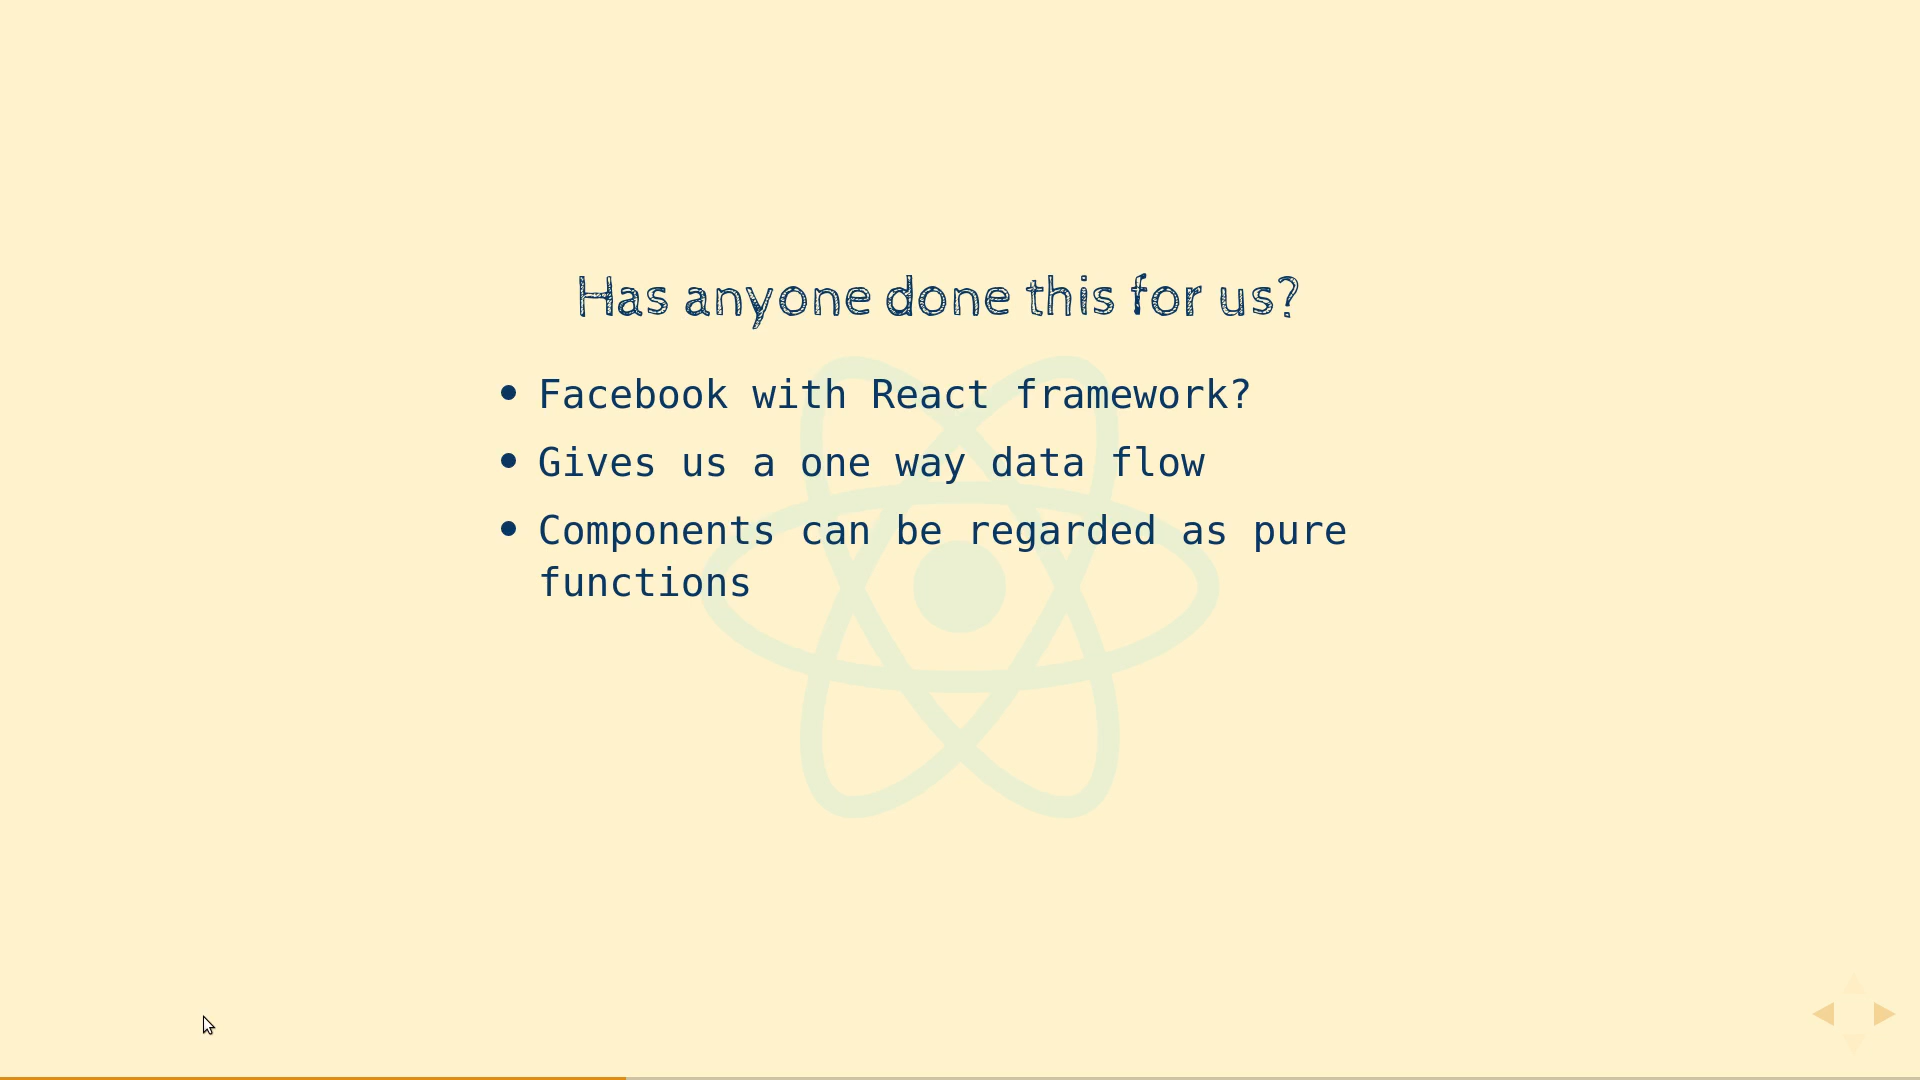 Has anyone done this for us?
Facebook with React framework?
Gives us a one way data flow
Components can be regarded as pure
functions